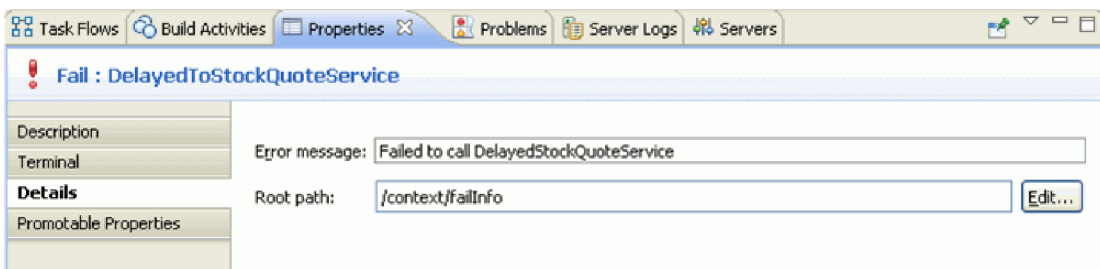 Task Flows Build Activities Properties Problems Server Logs Servers
Fail : DelayedToStockQuoteService
Description
Error message: Failed to call DelayedStockQuoteService
Terminal
Details
Root path: /context/failInfo Edit...
Promotable Properties